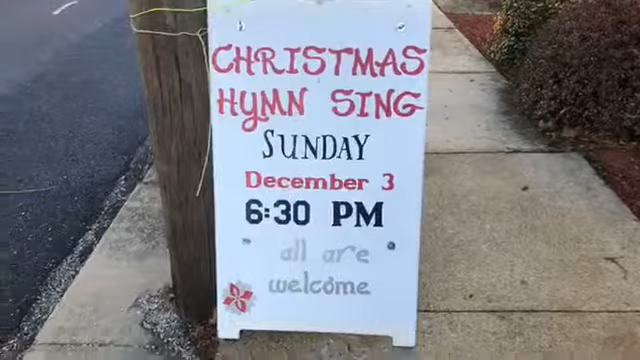 CHRISTMAS
HYMN SING
SUNDAY
December 3
6:30 PM
all are
welcome